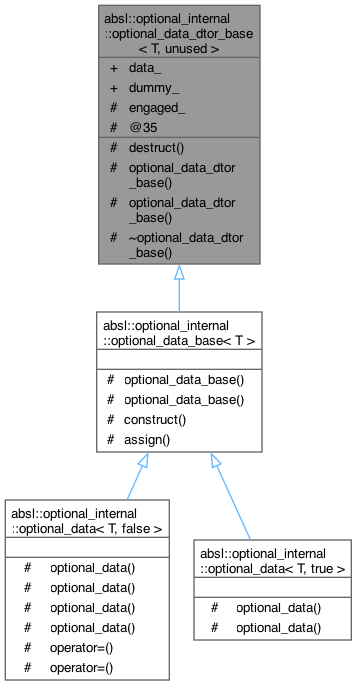 absl::optional_internal
::optional_data_dtor_base
< T, unused >
+ data_
+ dummy_
# engaged_
# @35
# destruct()
# optional_data_dtor
_base()
# optional_data_dtor
_base()
# ~optional_data_dtor
_base()
absl::optional_internal
::optional_data_base< T >
# optional_data_base()
# optional_data_base()
# construct()
# assign()
absl::optional_internal
::optional_data< T, false >
# optional_data()
# optional_data()
# optional_data()
# optional_data()
# operator=()
# operator=()
absl::optional_internal
::optional_data< T, true >
# optional_data()
# optional_data()